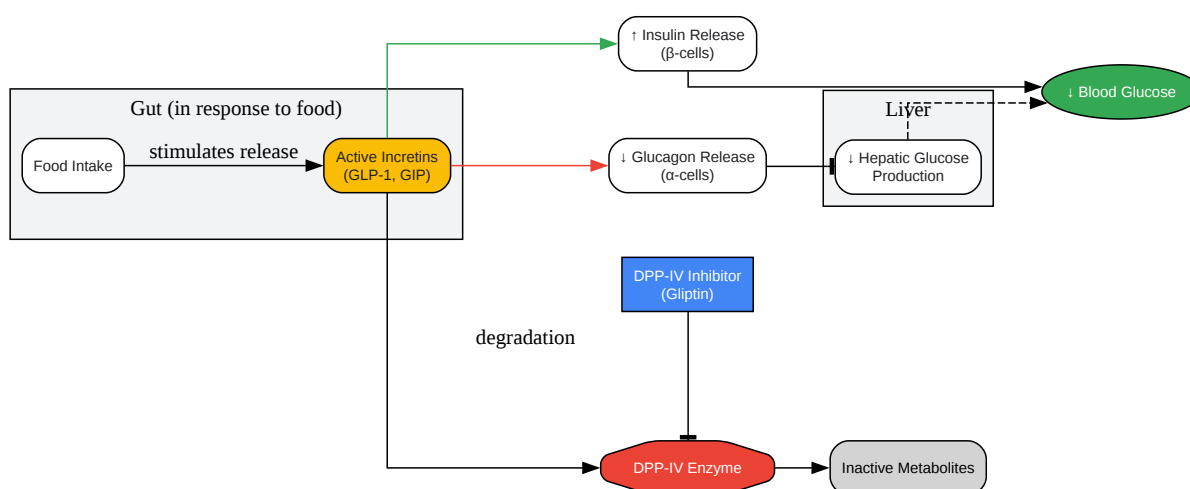 ↑ Insulin Release
(β-cells)
↓ Blood Glucose
Gut (in response to food)
Liver
Food Intake
stimulates release
Active Incretins
(GLP-1, GIP)
↓ Glucagon Release
(α-cells)
↓ Hepatic Glucose
Production
DPP-IV Inhibitor
(Gliptin)
degradation
DPP-IV Enzyme
Inactive Metabolites